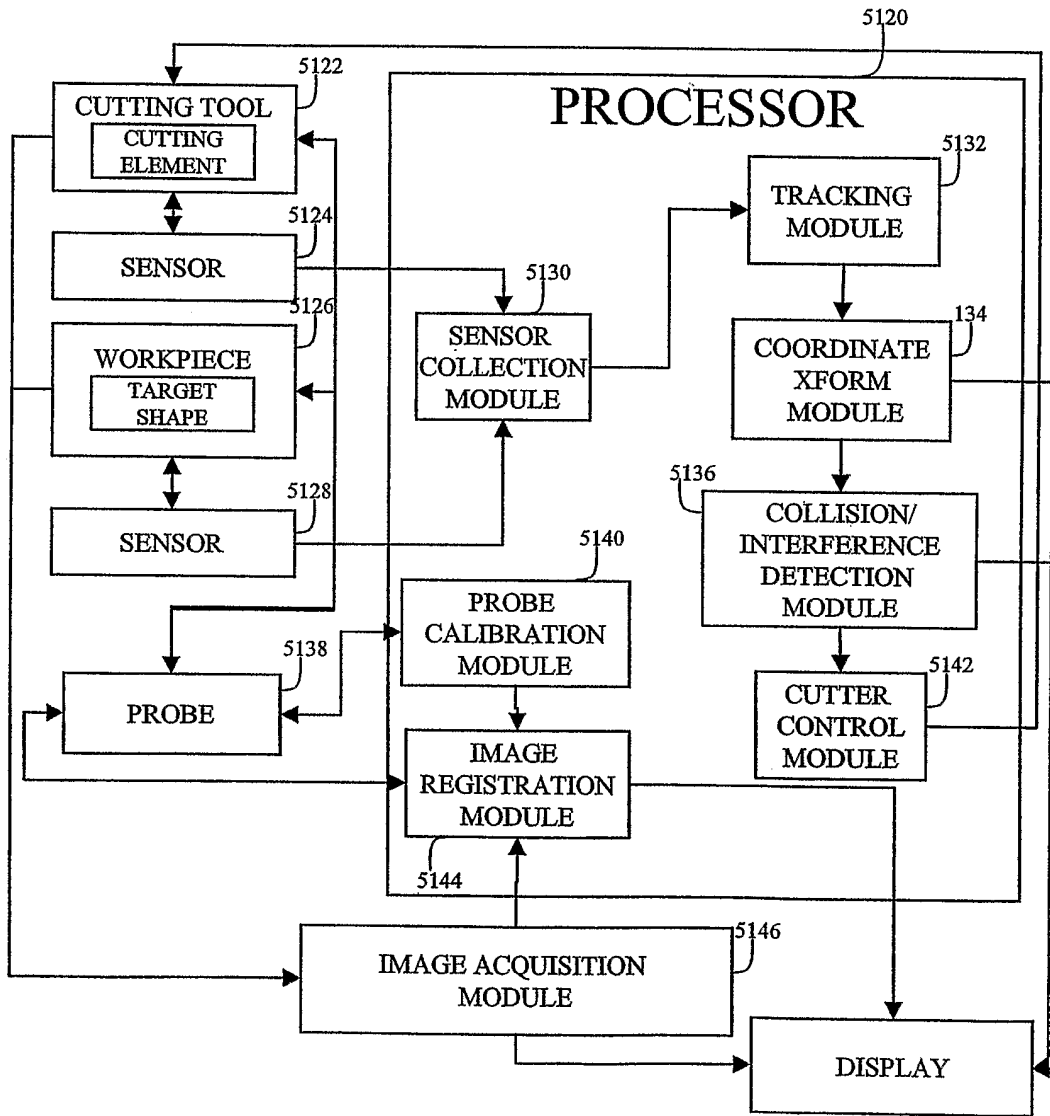 5120
5122
CUTTING TOOL
CUTTING
ELEMENT
PROCESSOR
5132
TRACKING
MODULE
5124
SENSOR
5130
SENSOR
COLLECTION
MODULE
5126
WORKPIECE
TARGET
SHAPE
134
COORDINATE
XFORM
MODULE
5128
SENSOR
5136
COLLISION/
INTERFERENCE
DETECTION
MODULE
5140
PROBE
CALIBRATION
MODULE
5138
PROBE
5142
CUTTER
CONTROL
MODULE
IMAGE
REGISTRATION
MODULE
5144
5146
IMAGE ACQUISITION
MODULE
DISPLAY